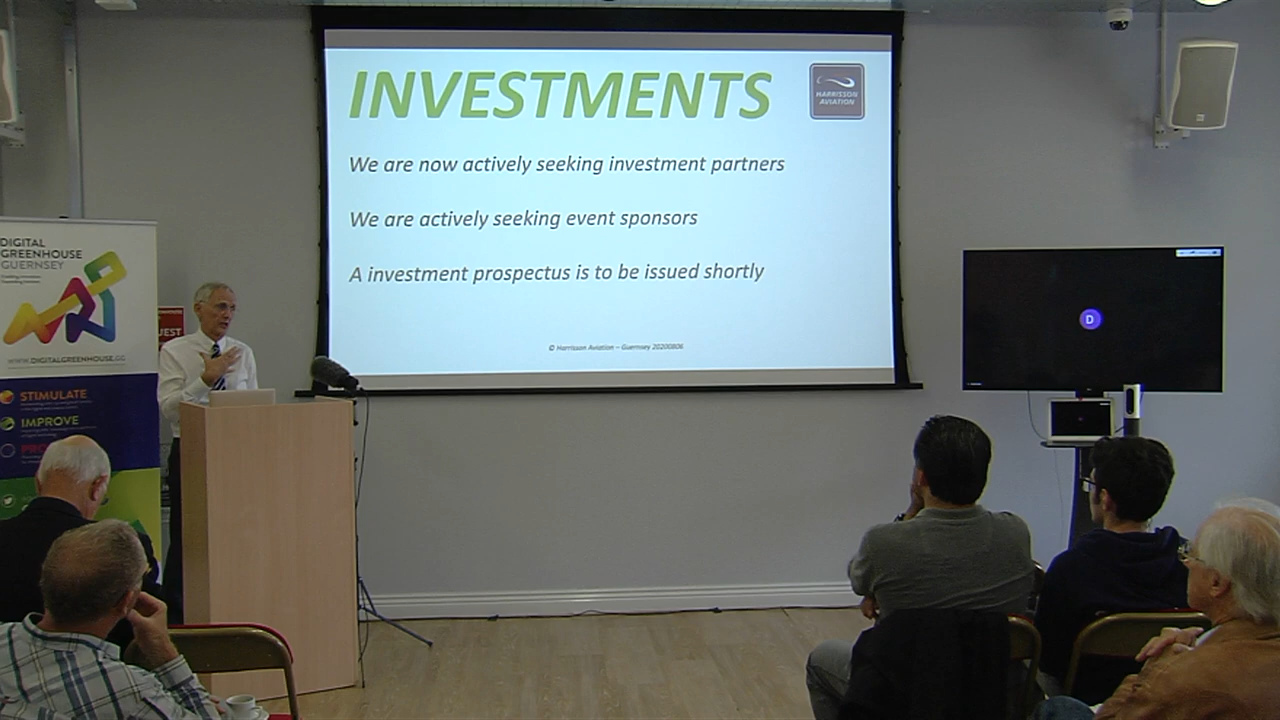 INVESTMENTS
HARRISSON
AVIATION
We are now actively seeking investment partners
We are actively seeking event sponsors
A investment prospectus is to be issued shortly
© Harrisson Aviation – Guernsey 20200806
DIGITAL
GREENHOUSE
GUERNSEY
WWW.DIGITALGREENHOUSE.GG
STIMULATE
IMPROVE
D